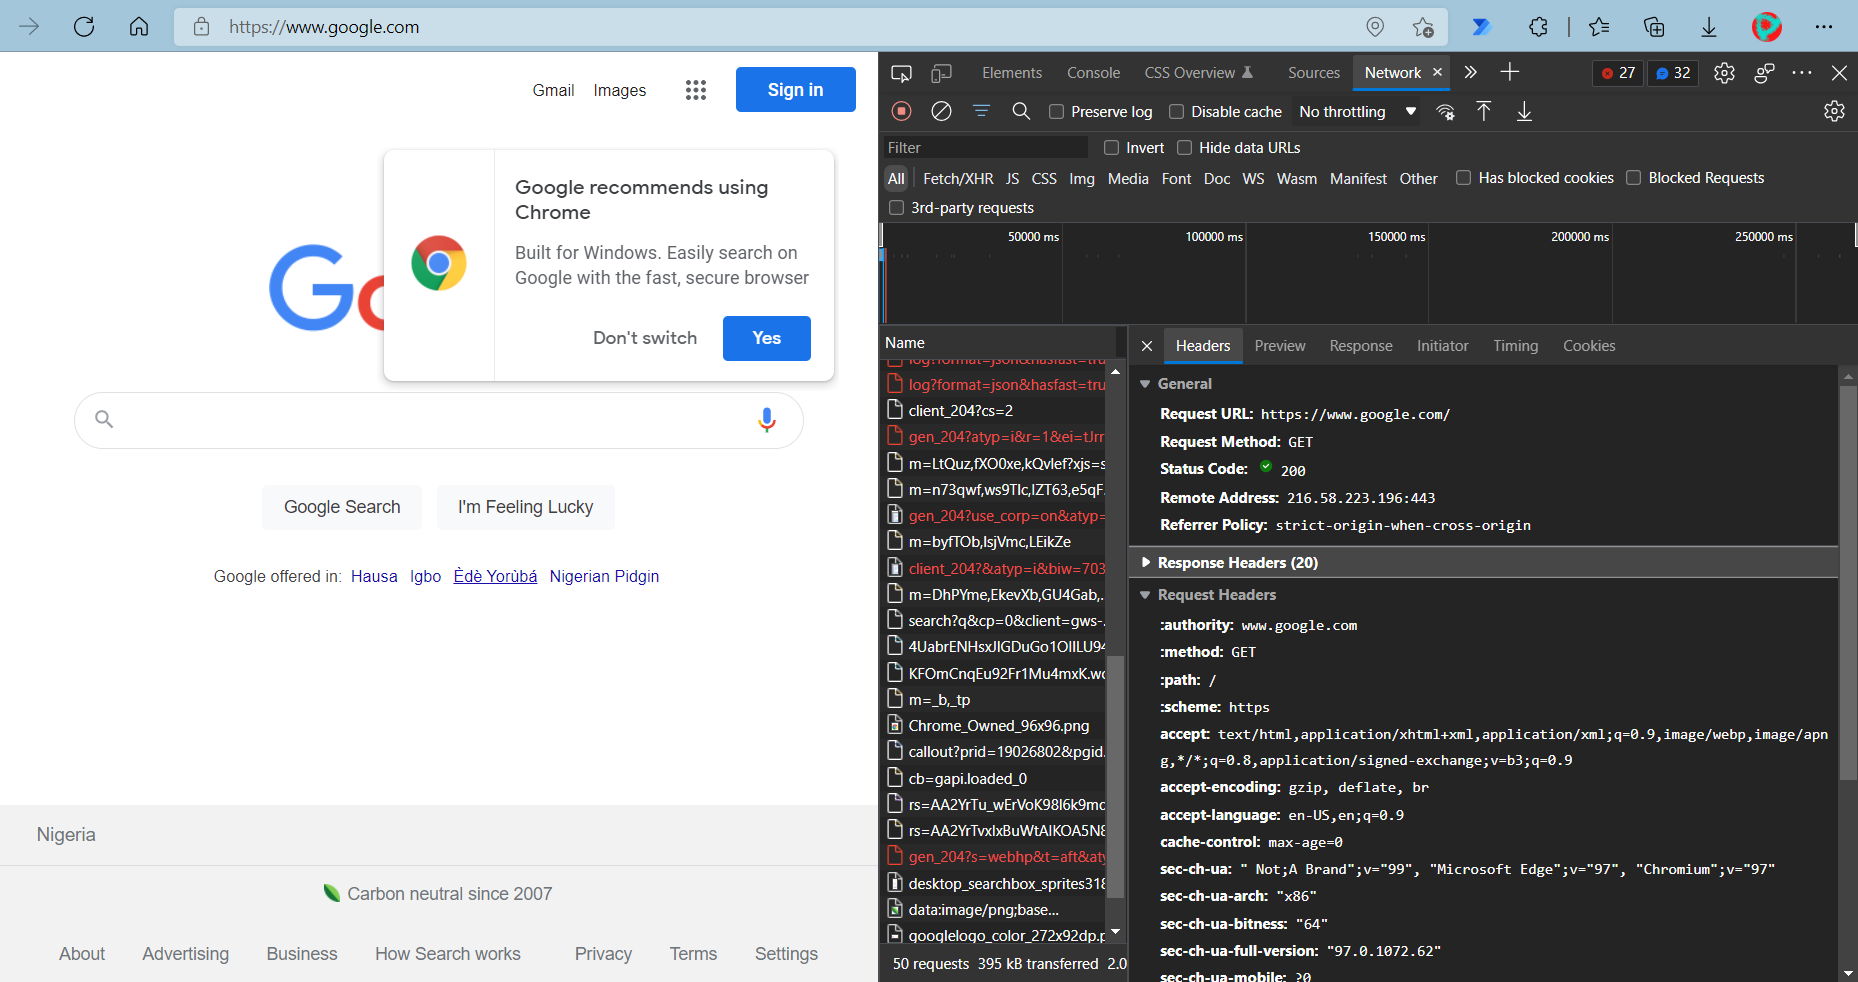 https://www.google.com
Gmail Images Sign in
Google recommends using
Chrome
Built for Windows. Easily search on
Google with the fast, secure browser
Don't switch Yes
Google Search I'm Feeling Lucky
Google offered in: Hausa Igbo Èdè Yorùbá Nigerian Pidgin
Nigeria
Carbon neutral since 2007
About Advertising Business How Search works Privacy Terms Settings
Elements Console CSS Overview Sources Network 27 32
Preserve log Disable cache No throttling
Filter Invert Hide data URLs
All Fetch/XHR JS CSS Img Media Font Doc WS Wasm Manifest Other Has blocked cookies Blocked Requests
3rd-party requests
50000 ms 100000 ms 150000 ms 200000 ms 250000 ms
Name
log?format=json&hasfast=tru
log?format=json&hasfast=tru
client_204?cs=2
gen_204?atyp=i&r=1&ei=tJrr
m=LtQuz,fXO0xe,kQvlef?xjs=s
m=n73qwf,ws9Tlc,IZT63,e5qF
gen_204?use_corp=on&atyp=
m=byfTOb,lsjVmc,LEikZe
client_204?&atyp=i&biw=703
m=DhPYme,EkevXb,GU4Gab,..
search?q&cp=0&client=gws-.
4UabrENHsxJlGDuGo1OIlLU94
KFOmCnqEu92Fr1Mu4mxK.wo
m=_b,_tp
Chrome_Owned_96x96.png
callout?prid=19026802&pgid.
cb=gapi.loaded_0
rs=AA2YrTu_wErVoK98I6k9mc
rs=AA2YrTvxlxBuWtAIKOA5N8
gen_204?s=webhp&t=aft&aty
desktop_searchbox_sprites318
data:image/png;base...
googlelogo_color_272x92dp.p
50 requests 395 kB transferred 2.0
Headers Preview Response Initiator Timing Cookies
General
Request URL: https://www.google.com/
Request Method: GET
Status Code: 200
Remote Address: 216.58.223.196:443
Referrer Policy: strict-origin-when-cross-origin
Response Headers (20)
Request Headers
:authority: www.google.com
:method: GET
:path: /
:scheme: https
accept: text/html,application/xhtml+xml,application/xml;q=0.9,image/webp,image/apn
g,*/*;q=0.8,application/signed-exchange;v=b3;q=0.9
accept-encoding: gzip, deflate, br
accept-language: en-US,en;q=0.9
cache-control: max-age=0
sec-ch-ua: " Not;A Brand";v="99", "Microsoft Edge";v="97", "Chromium";v="97"
sec-ch-ua-arch: "x86"
sec-ch-ua-bitness: "64"
sec-ch-ua-full-version: "97.0.1072.62"
sec-ch-ua-mobile: ?0